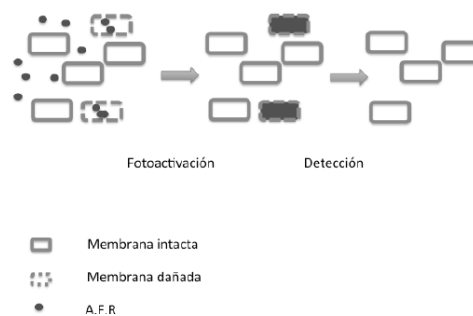 Fotoactivación Detección
Membrana intacta
Membrana dañada
A.F.R